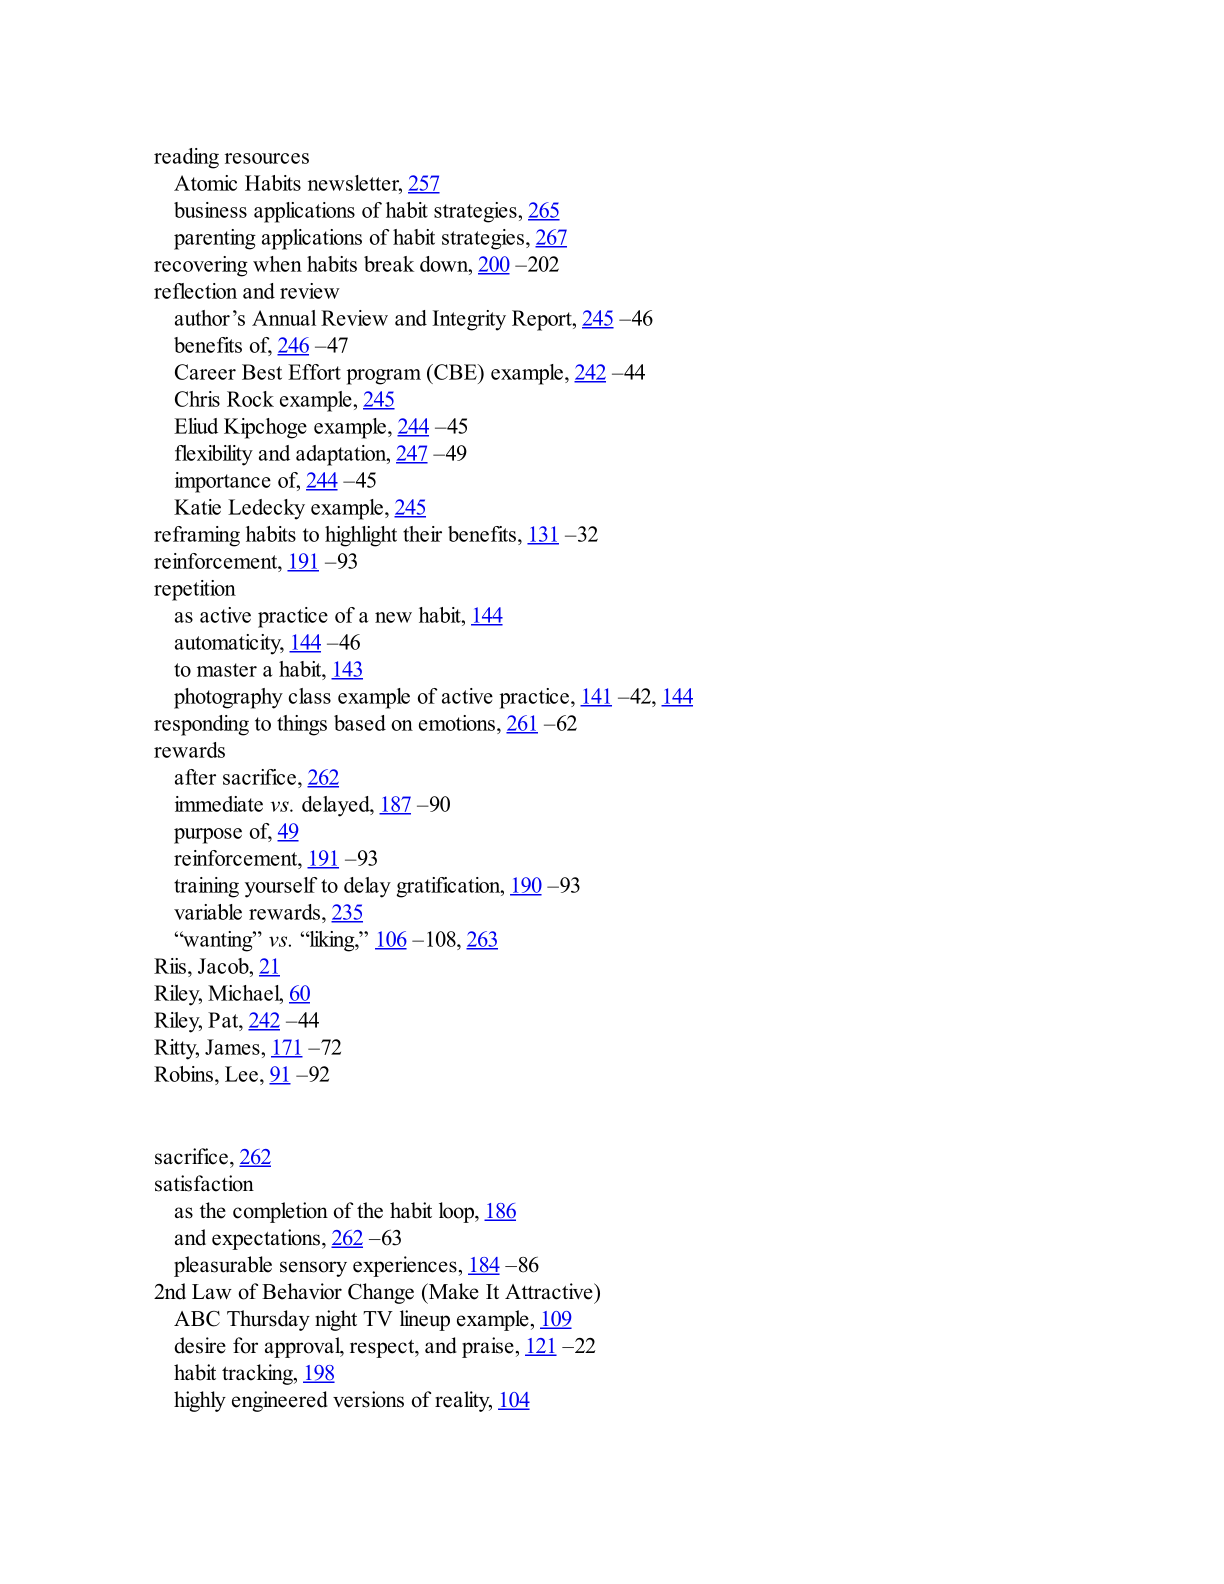 reading resources
Atomic Habits newsletter, 257
business applications of habit strategies, 265
parenting applications of habit strategies, 267
recovering when habits break down, 200 –202
reflection and review
author’s Annual Review and Integrity Report, 245 –46
benefits of, 246 –47
Career Best Effort program (CBE) example, 242 –44
Chris Rock example, 245
Eliud Kipchoge example, 244 –45
flexibility and adaptation, 247 –49
importance of, 244 –45
Katie Ledecky example, 245
reframing habits to highlight their benefits, 131 –32
reinforcement, 191 –93
repetition
as active practice of a new habit, 144
automaticity, 144 –46
to master a habit, 143
photography class example of active practice, 141 –42, 144
responding to things based on emotions, 261 –62
rewards
after sacrifice, 262
immediate vs. delayed, 187 –90
purpose of, 49
reinforcement, 191 –93
training yourself to delay gratification, 190 –93
variable rewards, 235
“wanting” vs. “liking,” 106 –108, 263
Riis, Jacob, 21
Riley, Michael, 60
Riley, Pat, 242 –44
Ritty, James, 171 –72
Robins, Lee, 91 –92
sacrifice, 262
satisfaction
as the completion of the habit loop, 186
and expectations, 262 –63
pleasurable sensory experiences, 184 –86
2nd Law of Behavior Change (Make It Attractive)
ABC Thursday night TV lineup example, 109
desire for approval, respect, and praise, 121 –22
habit tracking, 198
highly engineered versions of reality, 104